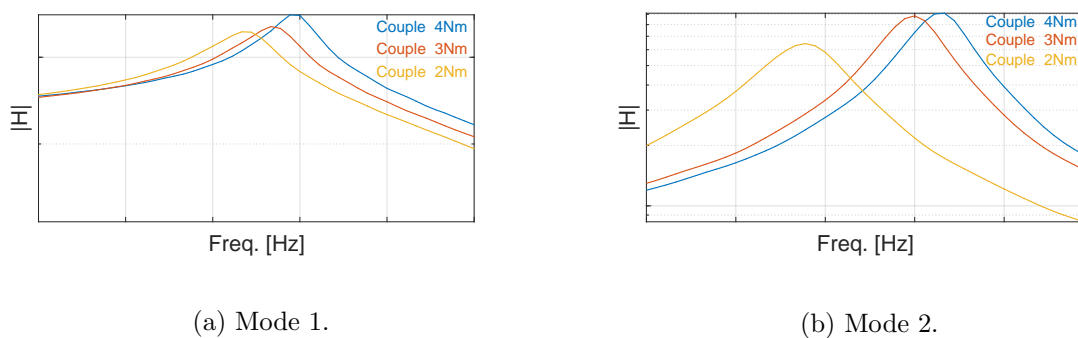 Couple 4Nm
Couple 3Nm
Couple 2Nm
|H|
Freq. [Hz]
(a) Mode 1.
Couple 4Nm
Couple 3Nm
Couple 2Nm
|H|
Freq. [Hz]
(b) Mode 2.